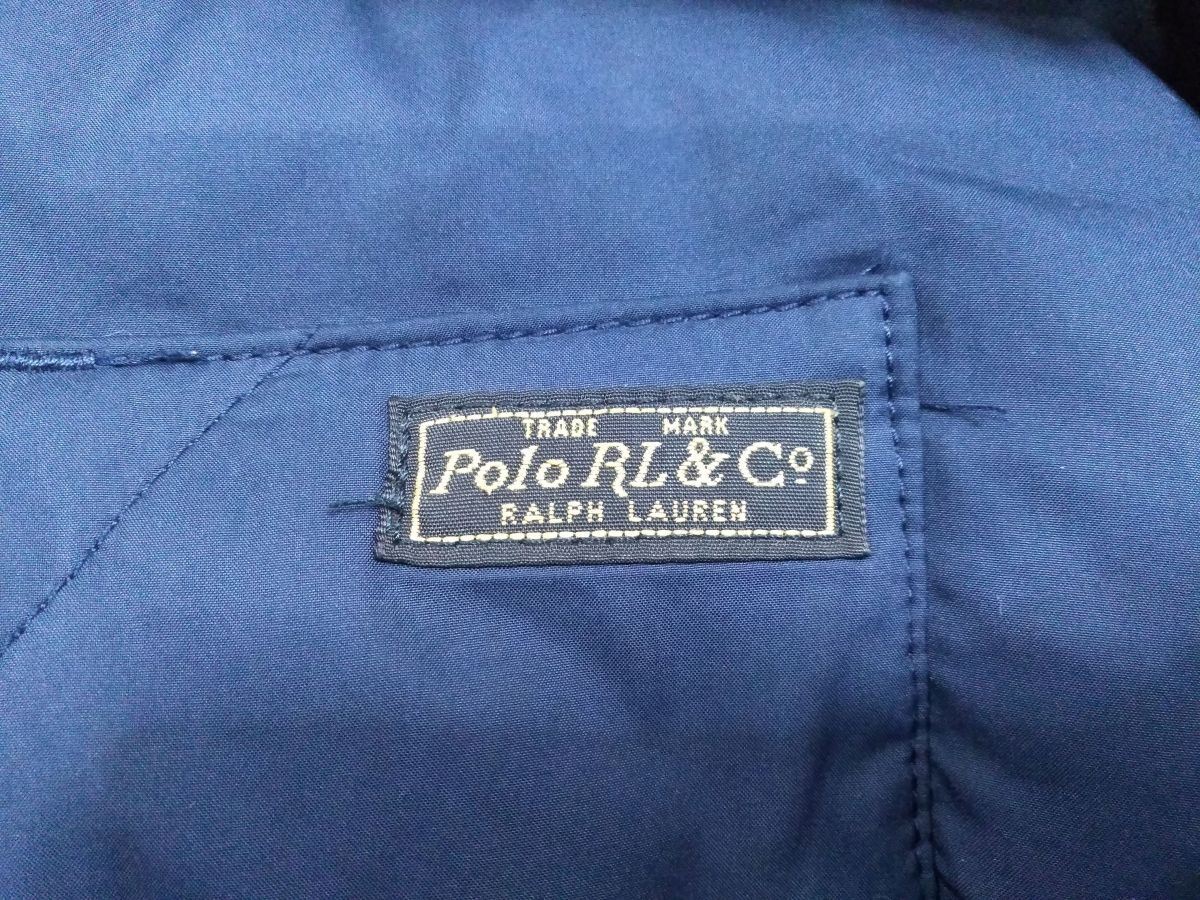 TRADE MARK
Polo RL & Cº
RALPH LAUREN